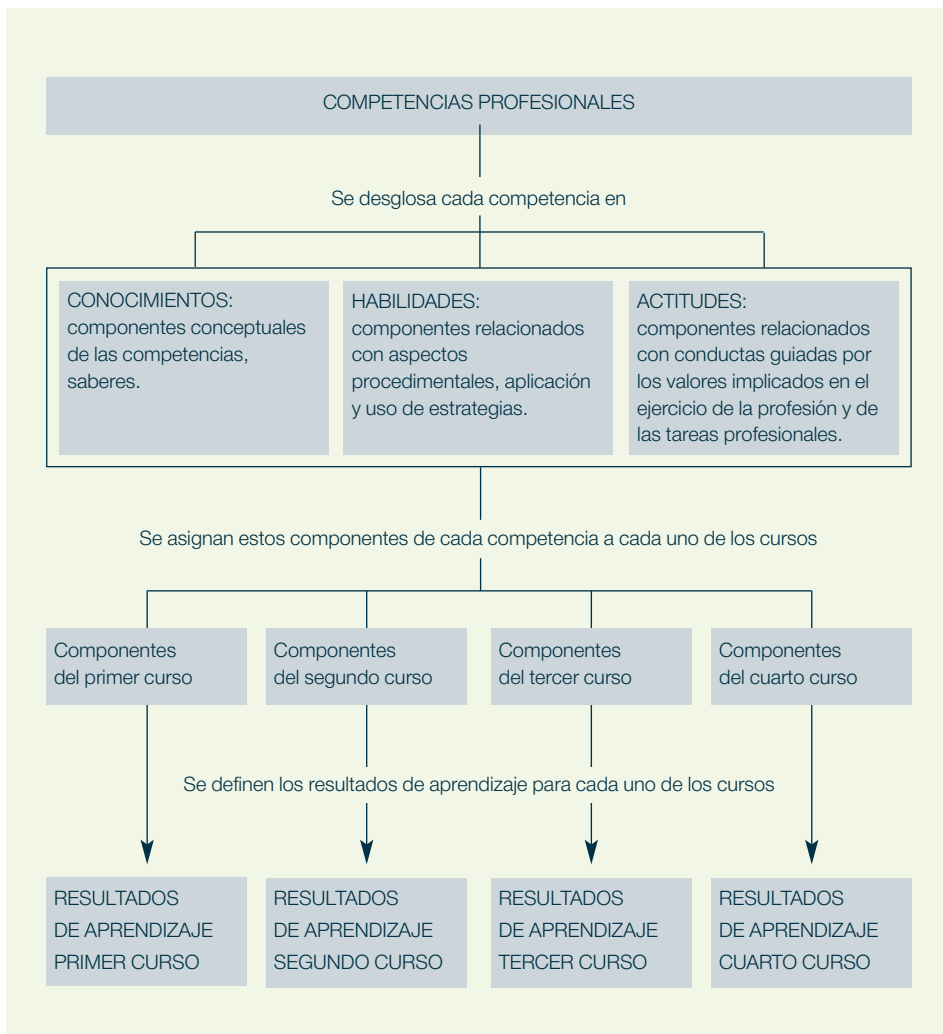 COMPETENCIAS PROFESIONALES
Se desglosa cada competencia en
CONOCIMIENTOS:
componentes conceptuales
de las competencias,
saberes.
HABILIDADES:
componentes relacionados
con aspectos
procedimentales, aplicación
y uso de estrategias.
ACTITUDES:
componentes relacionados
con conductas guiadas por
los valores implicados en el
ejercicio de la profesión y de
las tareas profesionales.
Se asignan estos componentes de cada competencia a cada uno de los cursos
Componentes
del primer curso
Componentes
del segundo curso
Componentes
del tercer curso
Componentes
del cuarto curso
Se definen los resultados de aprendizaje para cada uno de los cursos
RESULTADOS
DE APRENDIZAJE
PRIMER CURSO
RESULTADOS
DE APRENDIZAJE
SEGUNDO CURSO
RESULTADOS
DE APRENDIZAJE
TERCER CURSO
RESULTADOS
DE APRENDIZAJE
CUARTO CURSO